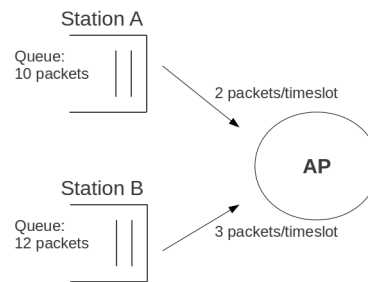 Station A
Queue:
10 packets
2 packets/timeslot
AP
Station B
Queue:
12 packets
3 packets/timeslot